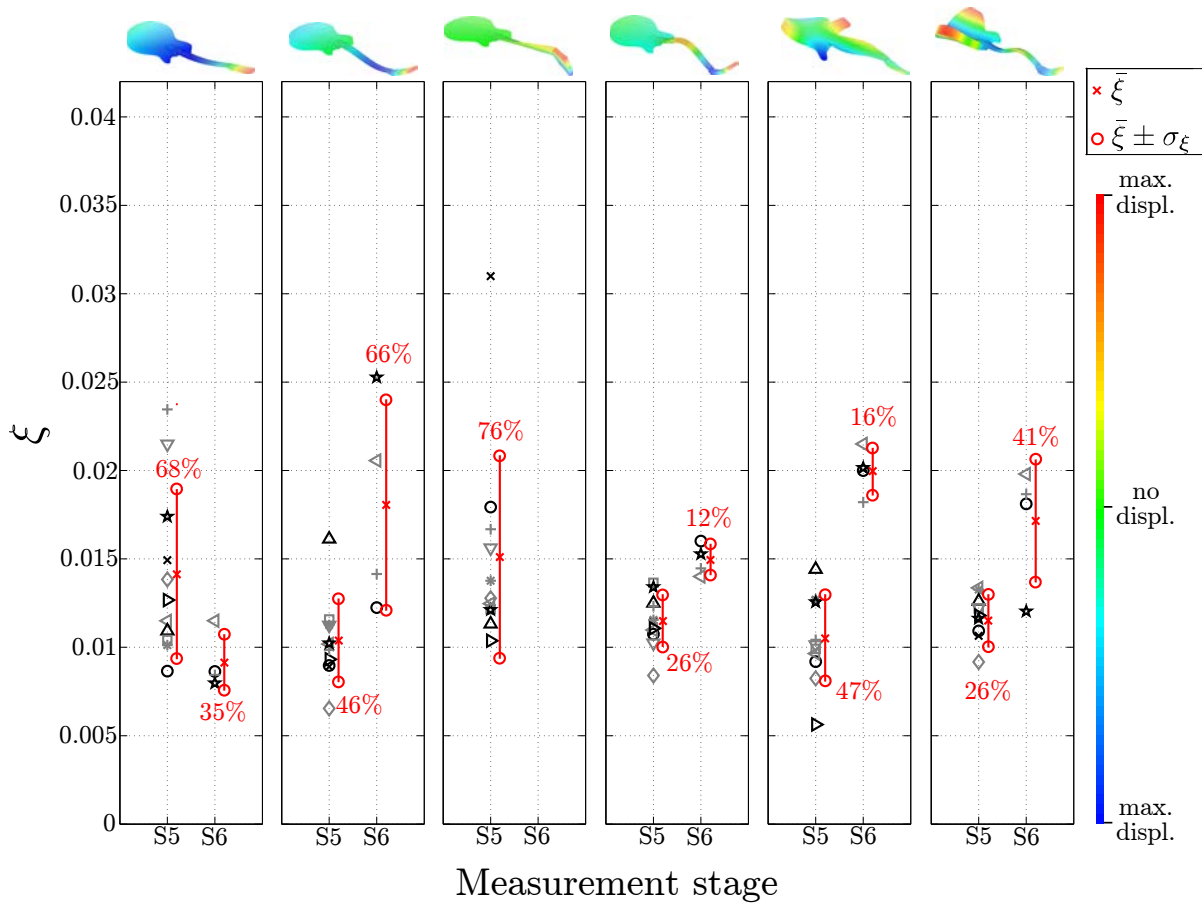 ξ̄
ξ̄ ± σ_ξ
max.
displ.
no
displ.
max.
displ.
0.04
0.035
0.03
0.025
0.02
0.015
0.01
0.005
0
ξ
68%
35%
46%
66%
76%
26%
12%
47%
16%
26%
41%
S5 S6 S5 S6 S5 S6 S5 S6 S5 S6 S5 S6
Measurement stage